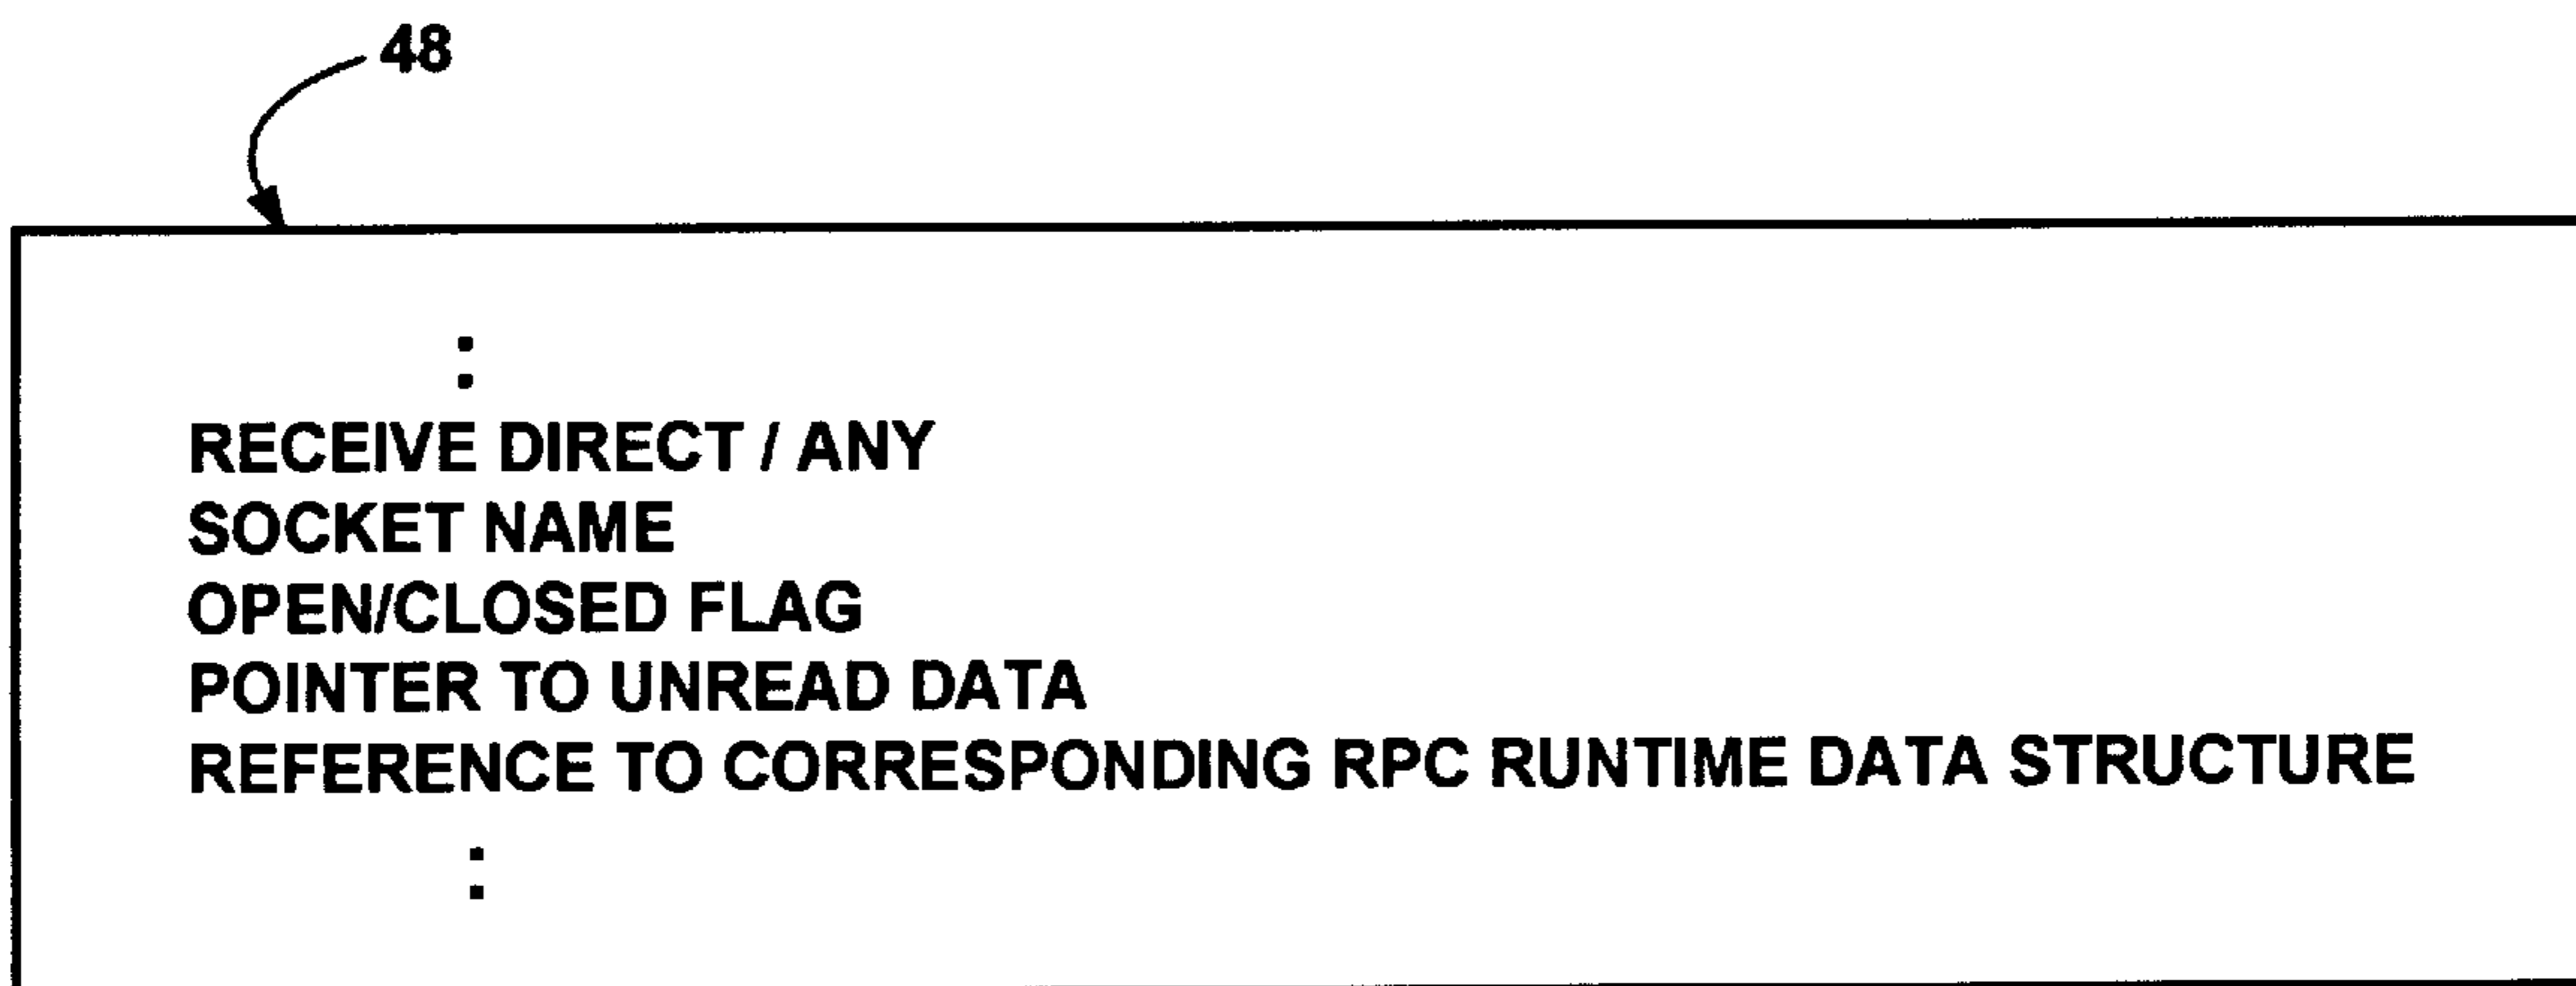 48
:
RECEIVE DIRECT / ANY
SOCKET NAME
OPEN/CLOSED FLAG
POINTER TO UNREAD DATA
REFERENCE TO CORRESPONDING RPC RUNTIME DATA STRUCTURE
: